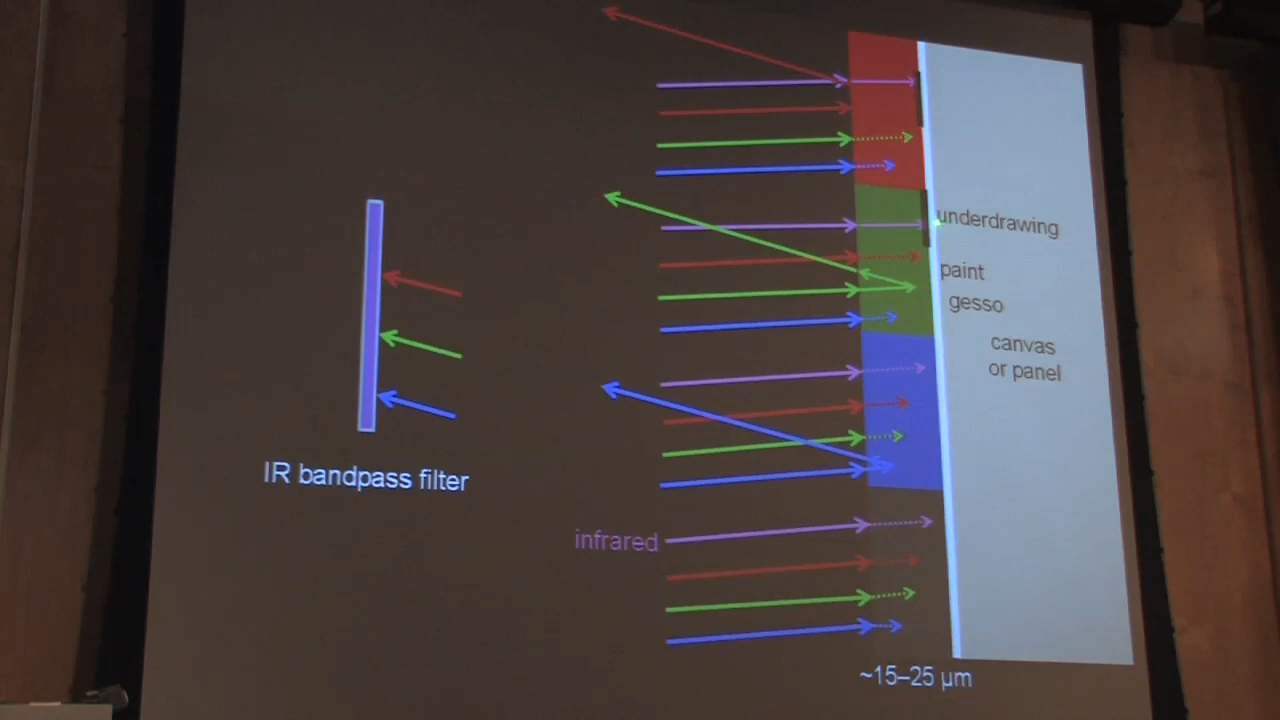 underdrawing
paint
gesso
canvas
or panel
IR bandpass filter
infrared
~15–25 µm